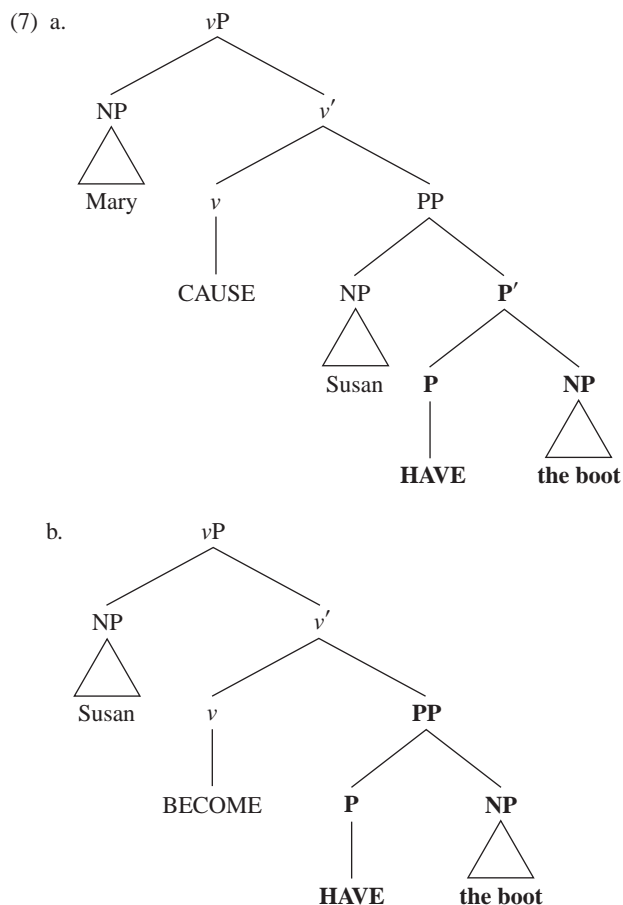 (7) a. vP
NP v′
Mary v PP
CAUSE NP P′
Susan P NP
HAVE the boot
b. vP
NP v′
Susan v PP
BECOME P NP
HAVE the boot